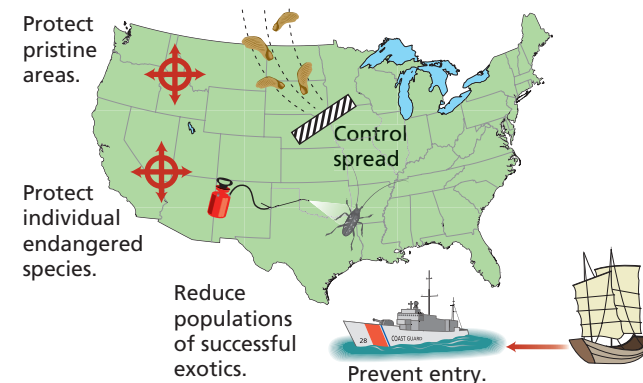 Protect
pristine
areas.
Control
spread
Protect
individual
endangered
species.
Reduce
populations
of successful
exotics.
28
COAST GUARD
Prevent entry.